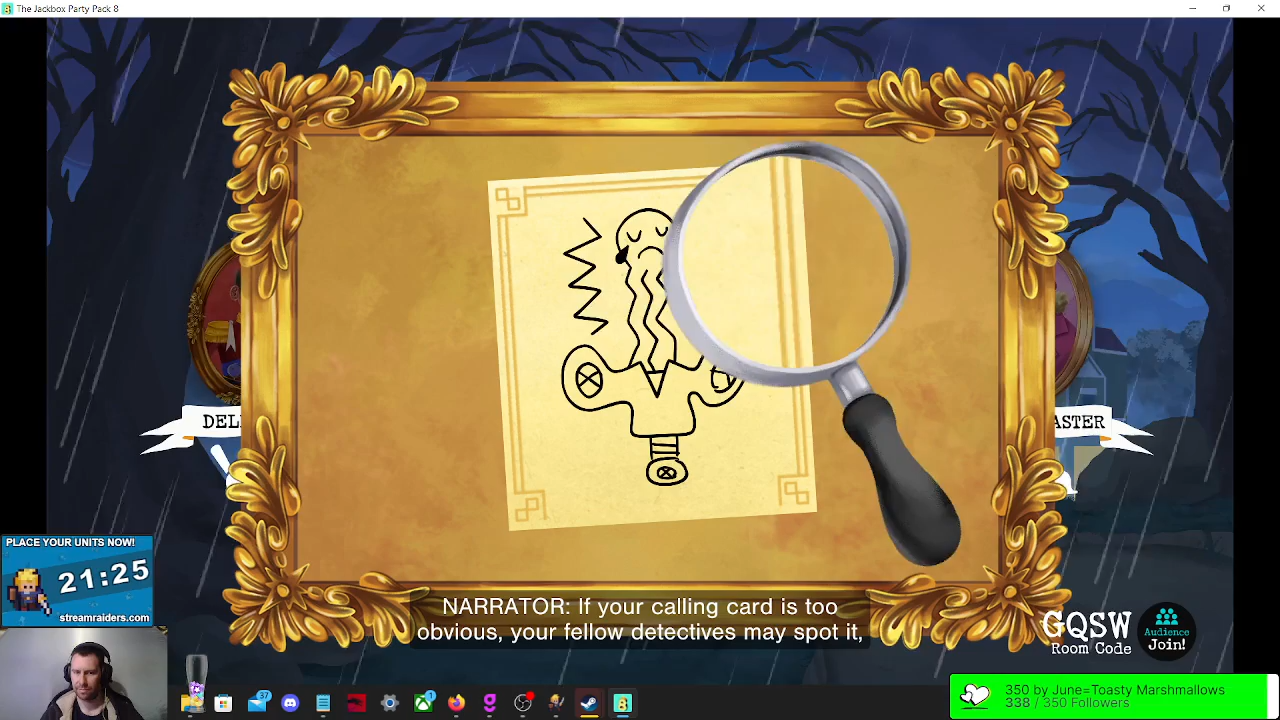 The Jackbox Party Pack 8
DEL
ASTER
PLACE YOUR UNITS NOW!
21:25
streamraiders.com
NARRATOR: If your calling card is too
obvious, your fellow detectives may spot it,
GQSW
Room Code
Audience
Join!
37
1
350 by June=Toasty Marshmallows
338 / 350 Followers